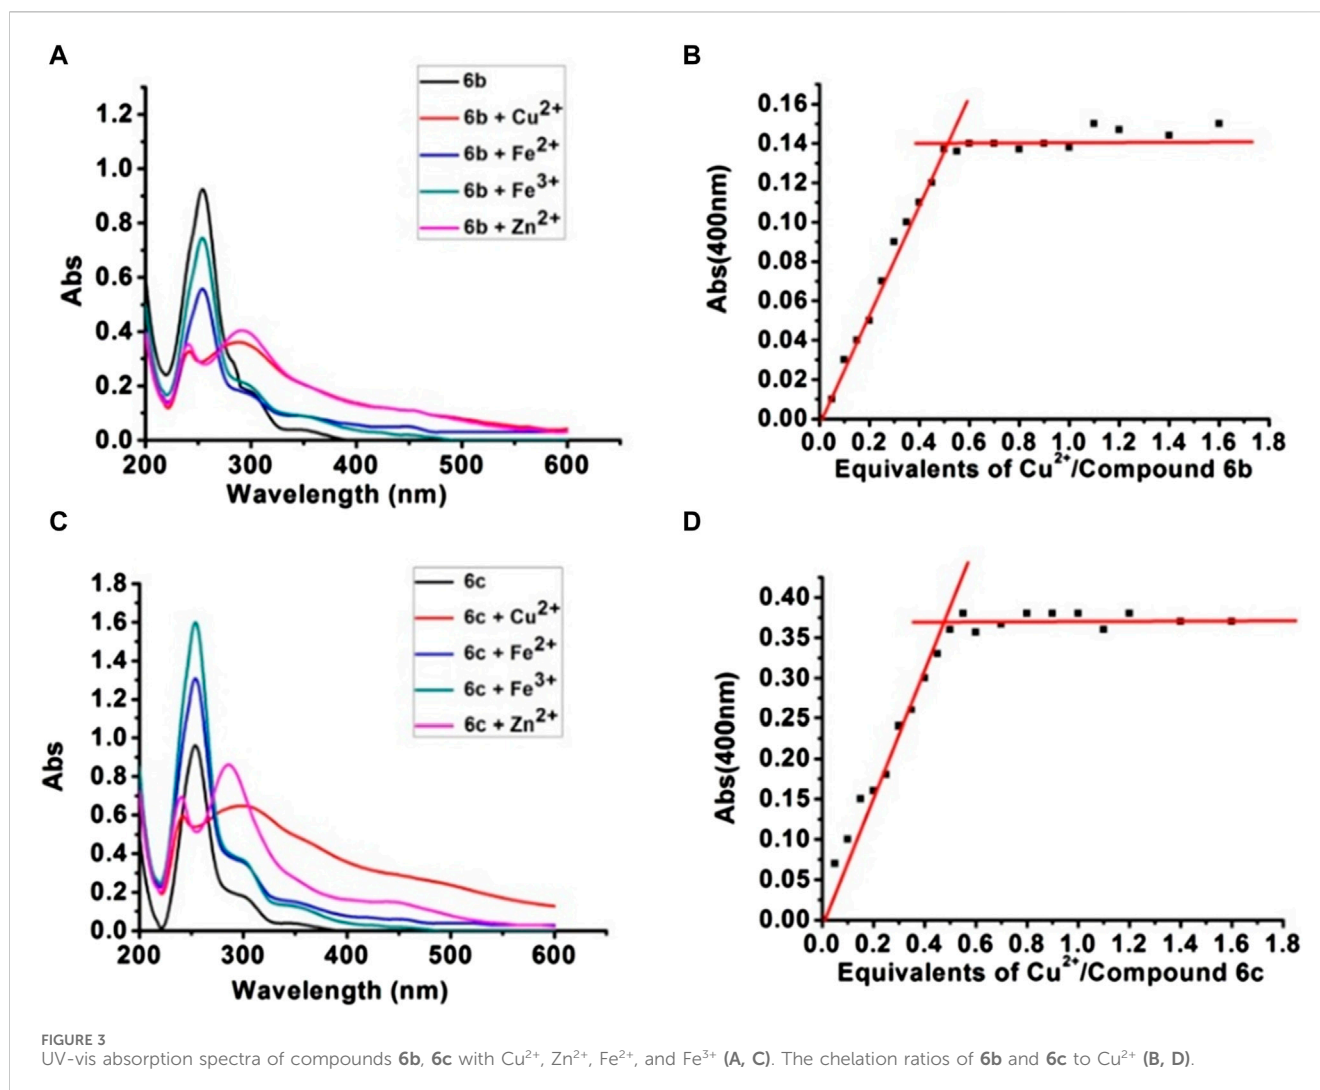 A
6b
6b + Cu²⁺
6b + Fe²⁺
6b + Fe³⁺
6b + Zn²⁺
1.2
1.0
0.8
0.6
0.4
0.2
0.0
Abs
200 300 400 500 600
Wavelength (nm)
B
0.16
0.14
0.12
0.10
0.08
0.06
0.04
0.02
0.00
Abs(400nm)
0.0 0.2 0.4 0.6 0.8 1.0 1.2 1.4 1.6 1.8
Equivalents of Cu²⁺/Compound 6b
C
6c
6c + Cu²⁺
6c + Fe²⁺
6c + Fe³⁺
6c + Zn²⁺
1.8
1.6
1.4
1.2
1.0
0.8
0.6
0.4
0.2
0.0
Abs
200 300 400 500 600
Wavelength (nm)
D
0.40
0.35
0.30
0.25
0.20
0.15
0.10
0.05
0.00
Abs(400nm)
0.0 0.2 0.4 0.6 0.8 1.0 1.2 1.4 1.6 1.8
Equivalents of Cu²⁺/Compound 6c
FIGURE 3
UV-vis absorption spectra of compounds 6b, 6c with Cu²⁺, Zn²⁺, Fe²⁺, and Fe³⁺ (A, C). The chelation ratios of 6b and 6c to Cu²⁺ (B, D).